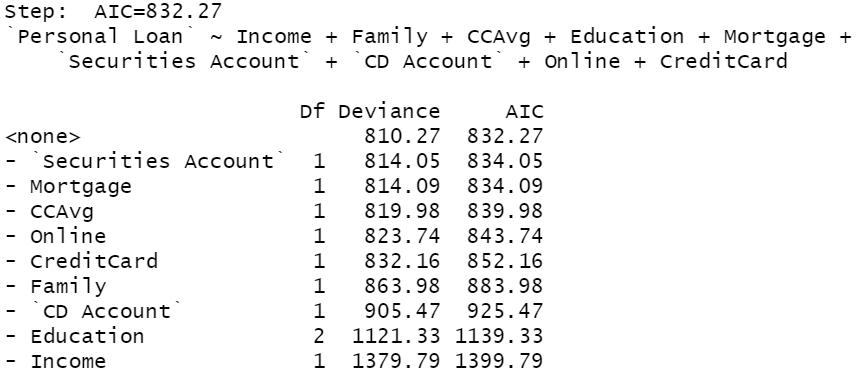 Step:  AIC=832.27
`Personal Loan` ~ Income + Family + CCAvg + Education + Mortgage +
    `Securities Account` + `CD Account` + Online + CreditCard

                       Df Deviance     AIC
<none>                      810.27  832.27
- `Securities Account`  1   814.05  834.05
- Mortgage              1   814.09  834.09
- CCAvg                 1   819.98  839.98
- Online                1   823.74  843.74
- CreditCard            1   832.16  852.16
- Family                1   863.98  883.98
- `CD Account`          1   905.47  925.47
- Education             2  1121.33 1139.33
- Income                1  1379.79 1399.79